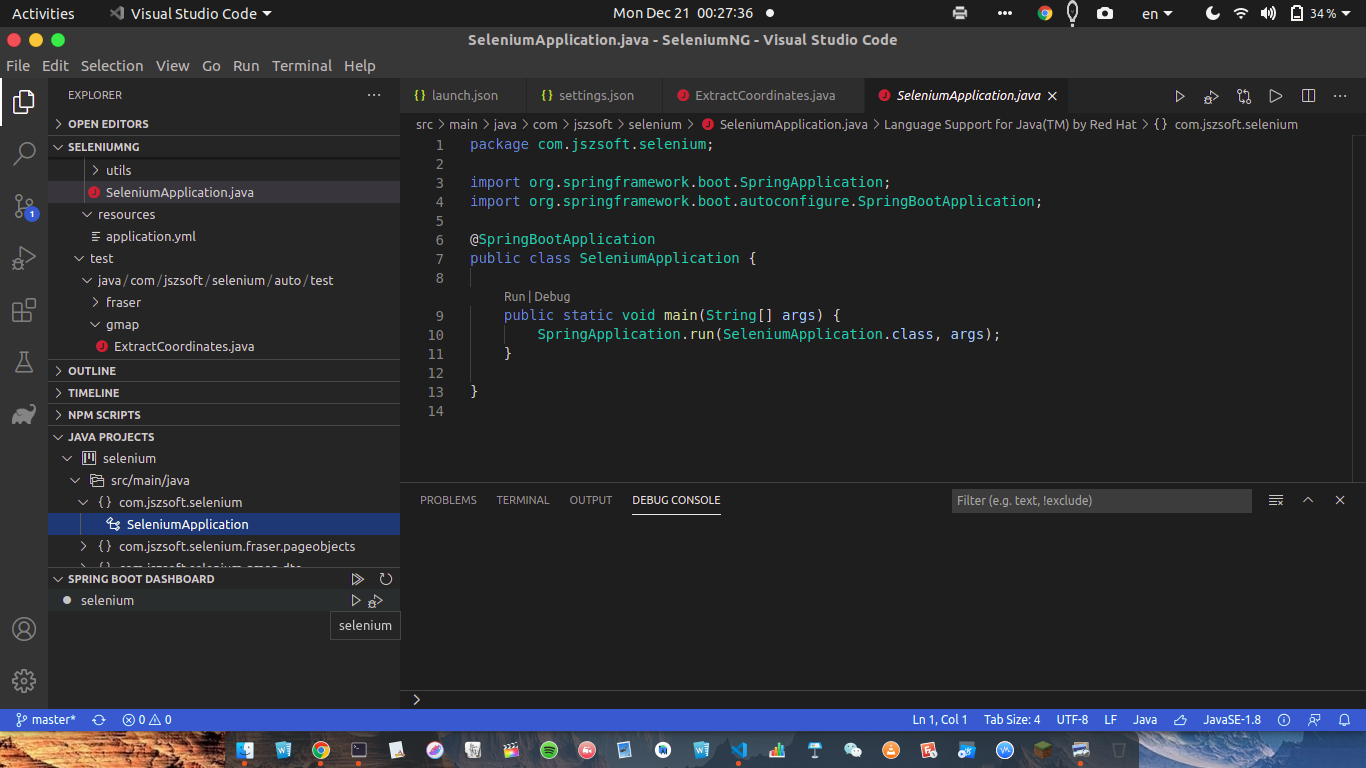 Activities
Visual Studio Code
Mon Dec 21 00:27:36
en
34 %
SeleniumApplication.java - SeleniumNG - Visual Studio Code
File Edit Selection View Go Run Terminal Help
EXPLORER
OPEN EDITORS
SELENIUMNG
utils
SeleniumApplication.java
resources
application.yml
test
java/com/jszsoft/selenium/auto/test
fraser
gmap
ExtractCoordinates.java
OUTLINE
TIMELINE
NPM SCRIPTS
JAVA PROJECTS
selenium
src/main/java
com.jszsoft.selenium
SeleniumApplication
com.jszsoft.selenium.fraser.pageobjects
SPRING BOOT DASHBOARD
selenium
selenium
1
launch.json settings.json ExtractCoordinates.java SeleniumApplication.java
src > main > java > com > jszsoft > selenium > SeleniumApplication.java > Language Support for Java(TM) by Red Hat > {} com.jszsoft.selenium
1 package com.jszsoft.selenium;
2
3 import org.springframework.boot.SpringApplication;
4 import org.springframework.boot.autoconfigure.SpringBootApplication;
5
6 @SpringBootApplication
7 public class SeleniumApplication {
8
Run | Debug
9 public static void main(String[] args) {
10 SpringApplication.run(SeleniumApplication.class, args);
11 }
12
13 }
14
PROBLEMS TERMINAL OUTPUT DEBUG CONSOLE
Filter (e.g. text, !exclude)
master* 0 0 Ln 1, Col 1 Tab Size: 4 UTF-8 LF Java JavaSE-1.8